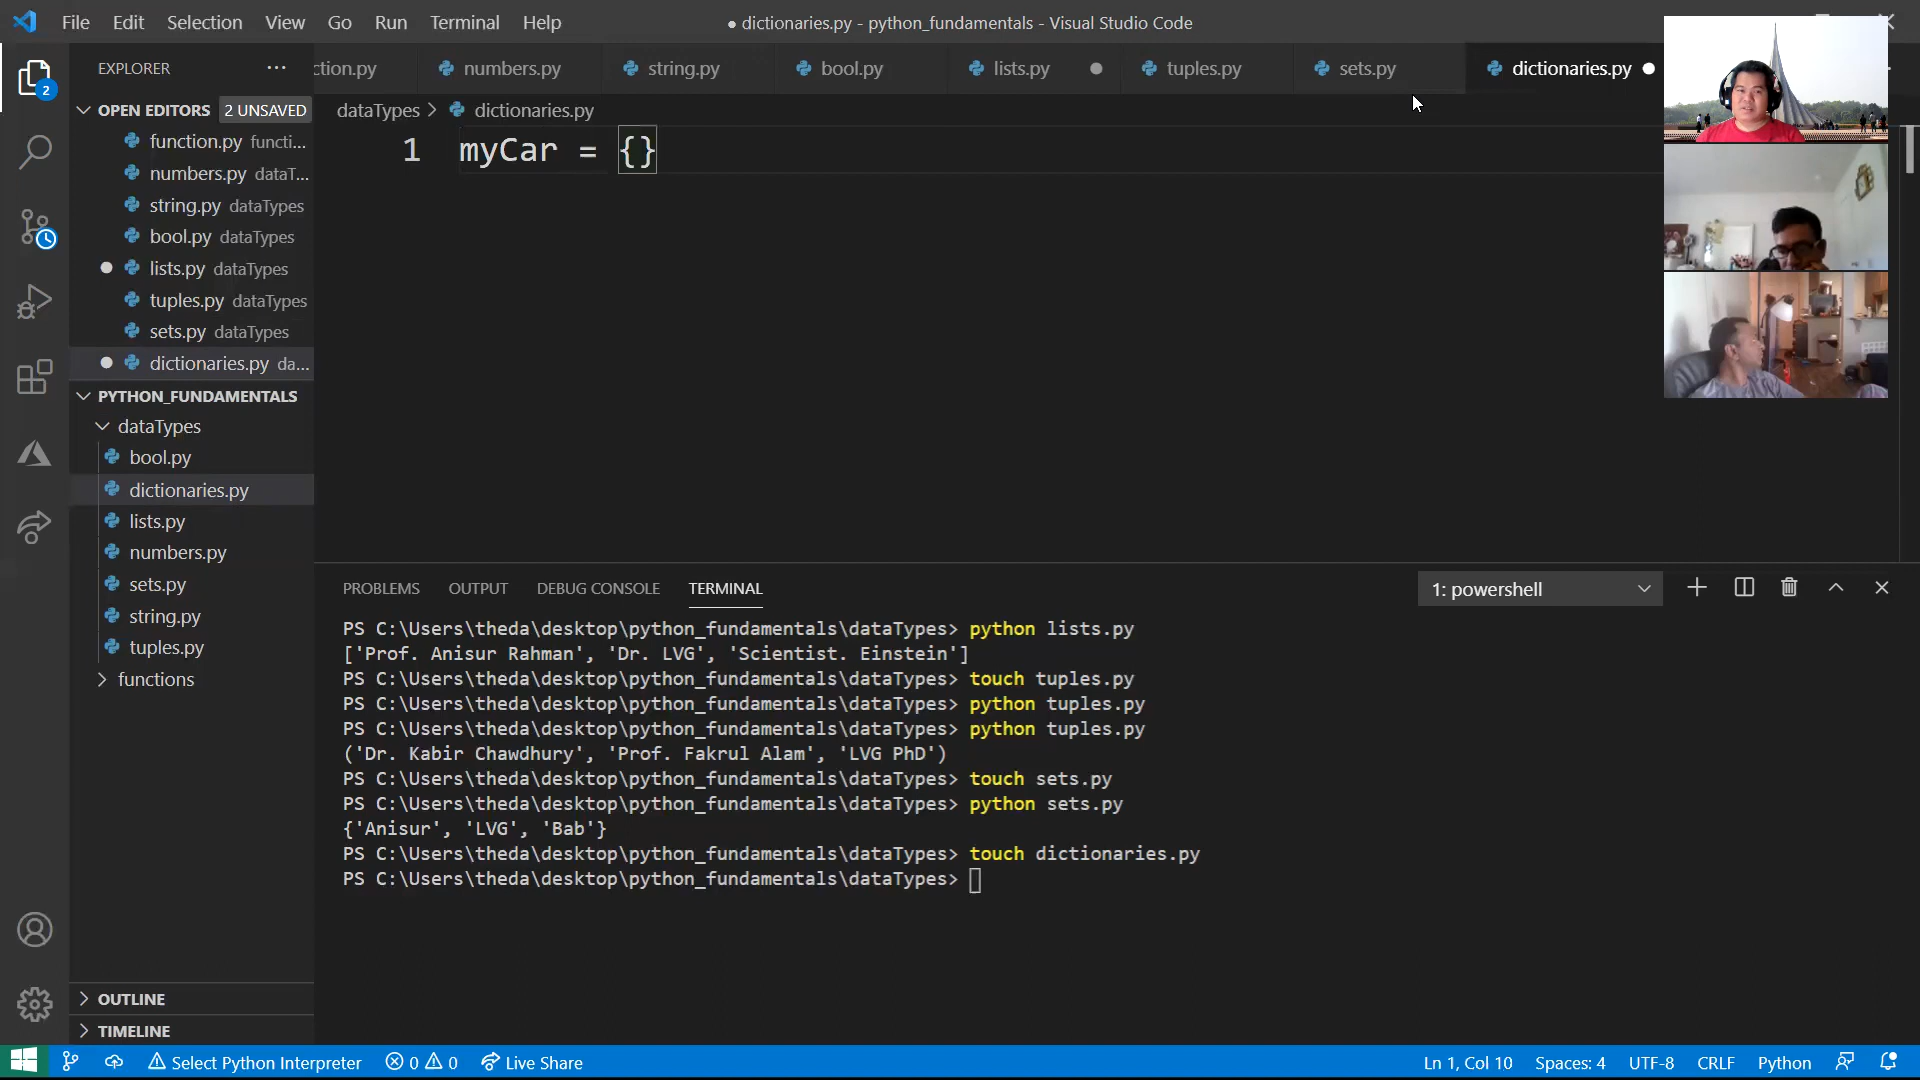 File Edit Selection View Go Run Terminal Help
● dictionaries.py - python_fundamentals - Visual Studio Code
EXPLORER ···
ction.py numbers.py string.py bool.py lists.py tuples.py sets.py dictionaries.py
OPEN EDITORS 2 UNSAVED
dataTypes > dictionaries.py
2
function.py functi...
1 myCar = {}
numbers.py dataT...
string.py dataTypes
bool.py dataTypes
lists.py dataTypes
tuples.py dataTypes
sets.py dataTypes
dictionaries.py da...
PYTHON_FUNDAMENTALS
dataTypes
bool.py
dictionaries.py
lists.py
numbers.py
sets.py
string.py
tuples.py
functions
PROBLEMS OUTPUT DEBUG CONSOLE TERMINAL
1: powershell
PS C:\Users\theda\desktop\python_fundamentals\dataTypes> python lists.py
['Prof. Anisur Rahman', 'Dr. LVG', 'Scientist. Einstein']
PS C:\Users\theda\desktop\python_fundamentals\dataTypes> touch tuples.py
PS C:\Users\theda\desktop\python_fundamentals\dataTypes> python tuples.py
PS C:\Users\theda\desktop\python_fundamentals\dataTypes> python tuples.py
('Dr. Kabir Chawdhury', 'Prof. Fakrul Alam', 'LVG PhD')
PS C:\Users\theda\desktop\python_fundamentals\dataTypes> touch sets.py
PS C:\Users\theda\desktop\python_fundamentals\dataTypes> python sets.py
{'Anisur', 'LVG', 'Bab'}
PS C:\Users\theda\desktop\python_fundamentals\dataTypes> touch dictionaries.py
PS C:\Users\theda\desktop\python_fundamentals\dataTypes>
OUTLINE
TIMELINE
Select Python Interpreter 0 0 Live Share
Ln 1, Col 10 Spaces: 4 UTF-8 CRLF Python